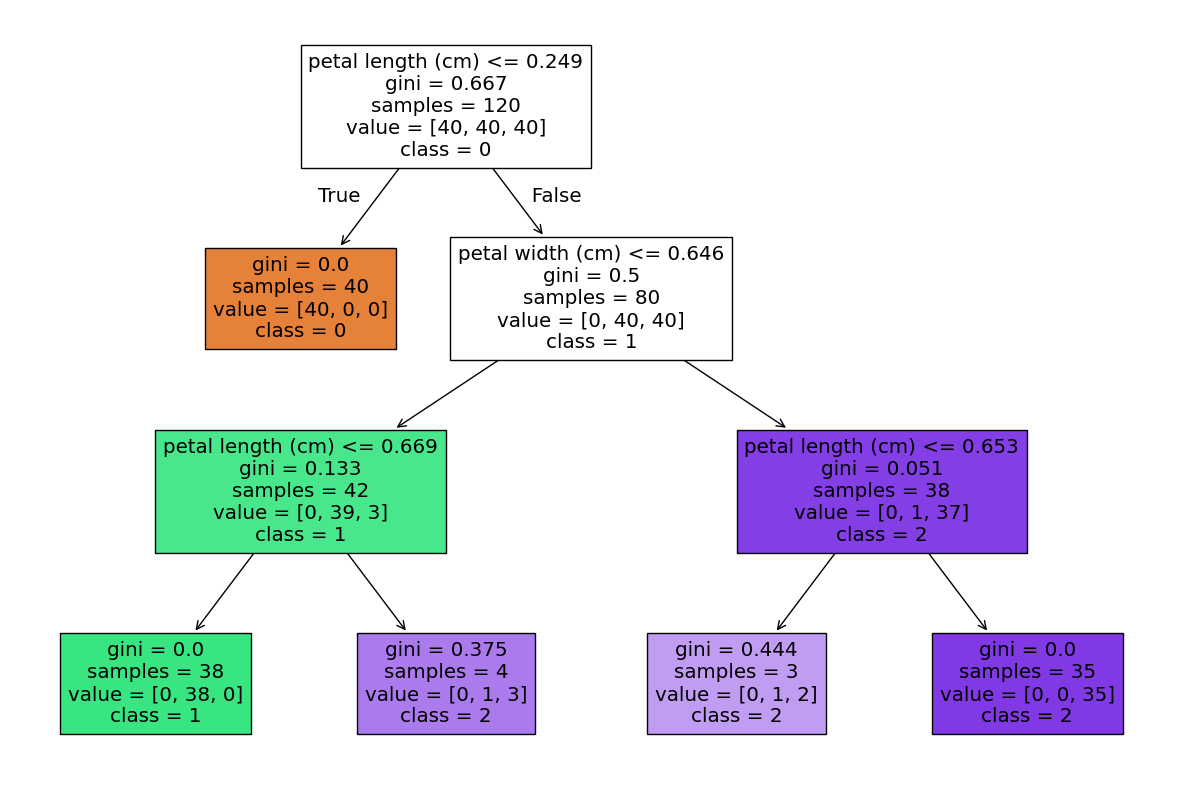 petal length (cm) <= 0.249
gini = 0.667
samples = 120
value = [40, 40, 40]
class = 0
True
False
gini = 0.0
samples = 40
value = [40, 0, 0]
class = 0
petal width (cm) <= 0.646
gini = 0.5
samples = 80
value = [0, 40, 40]
class = 1
petal length (cm) <= 0.669
gini = 0.133
samples = 42
value = [0, 39, 3]
class = 1
petal length (cm) <= 0.653
gini = 0.051
samples = 38
value = [0, 1, 37]
class = 2
gini = 0.0
samples = 38
value = [0, 38, 0]
class = 1
gini = 0.375
samples = 4
value = [0, 1, 3]
class = 2
gini = 0.444
samples = 3
value = [0, 1, 2]
class = 2
gini = 0.0
samples = 35
value = [0, 0, 35]
class = 2